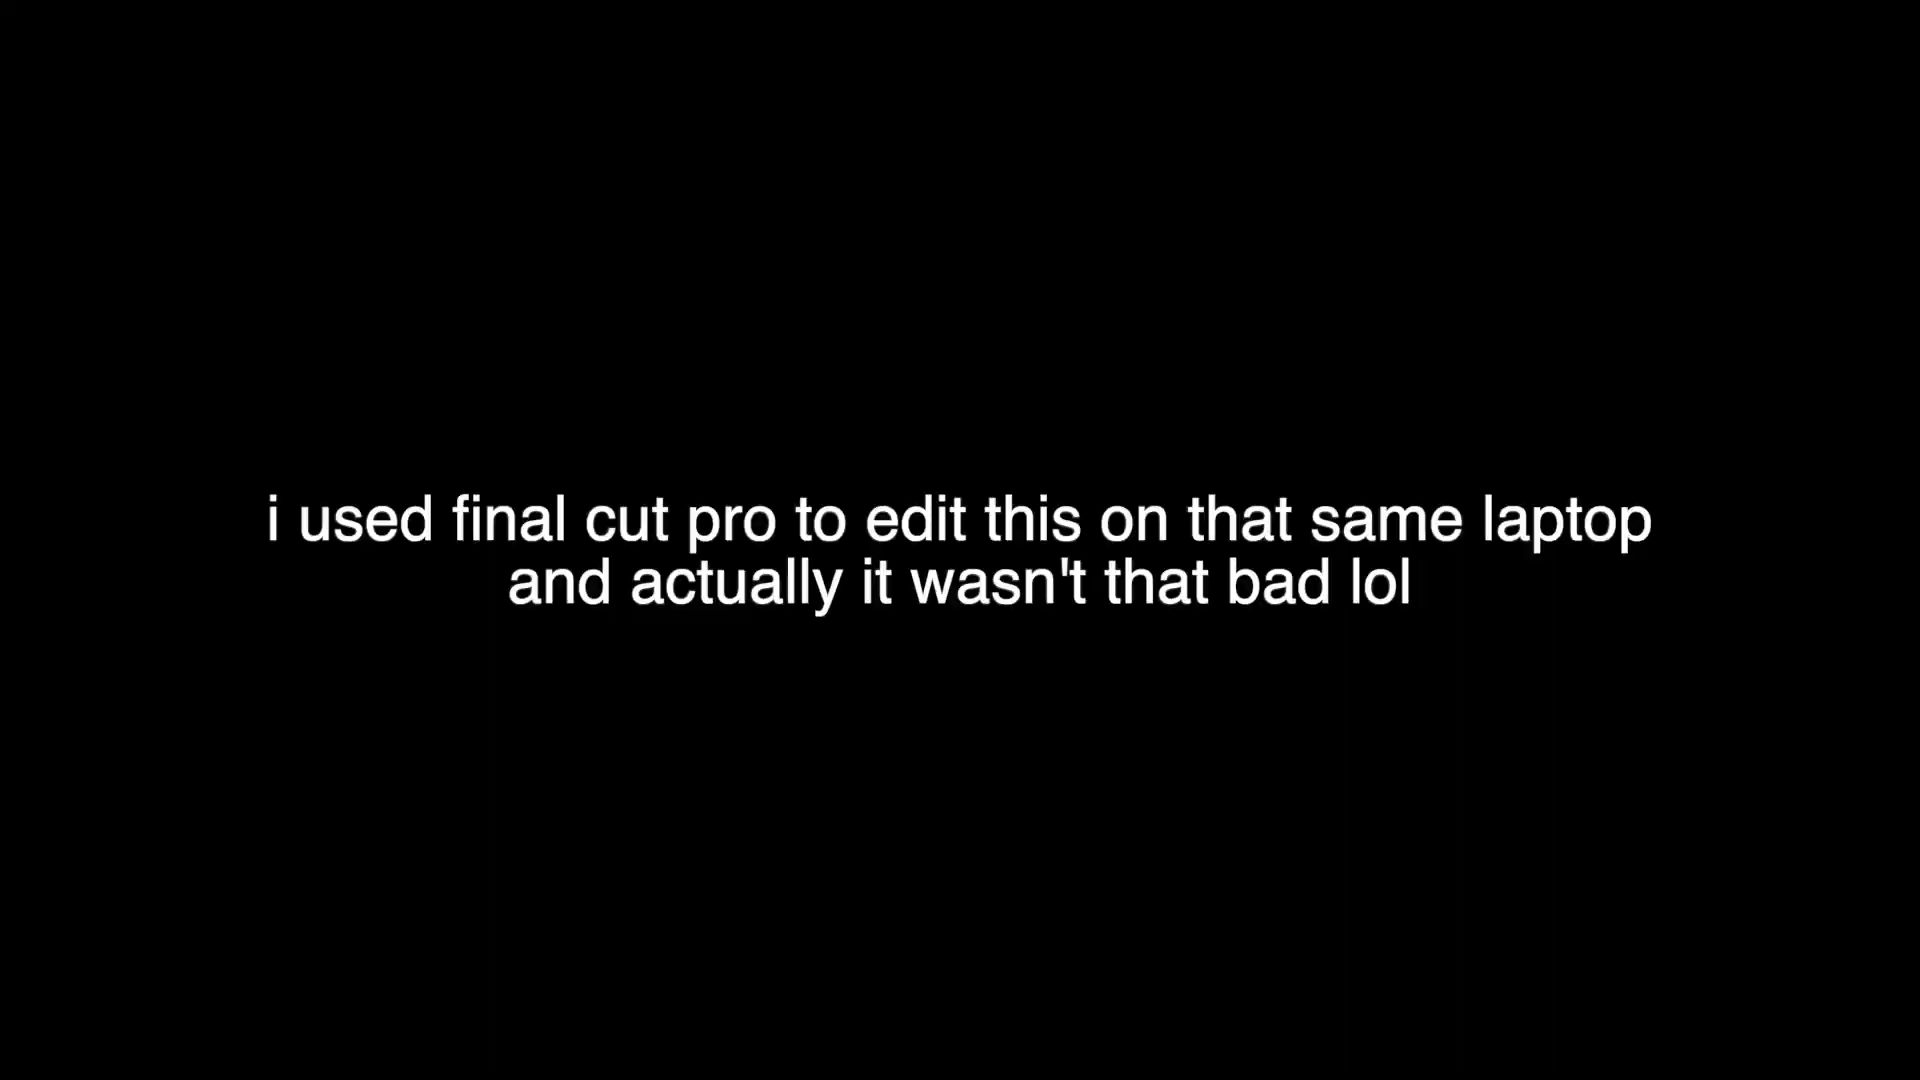 i used final cut pro to edit this on that same laptop
and actually it wasn't that bad lol